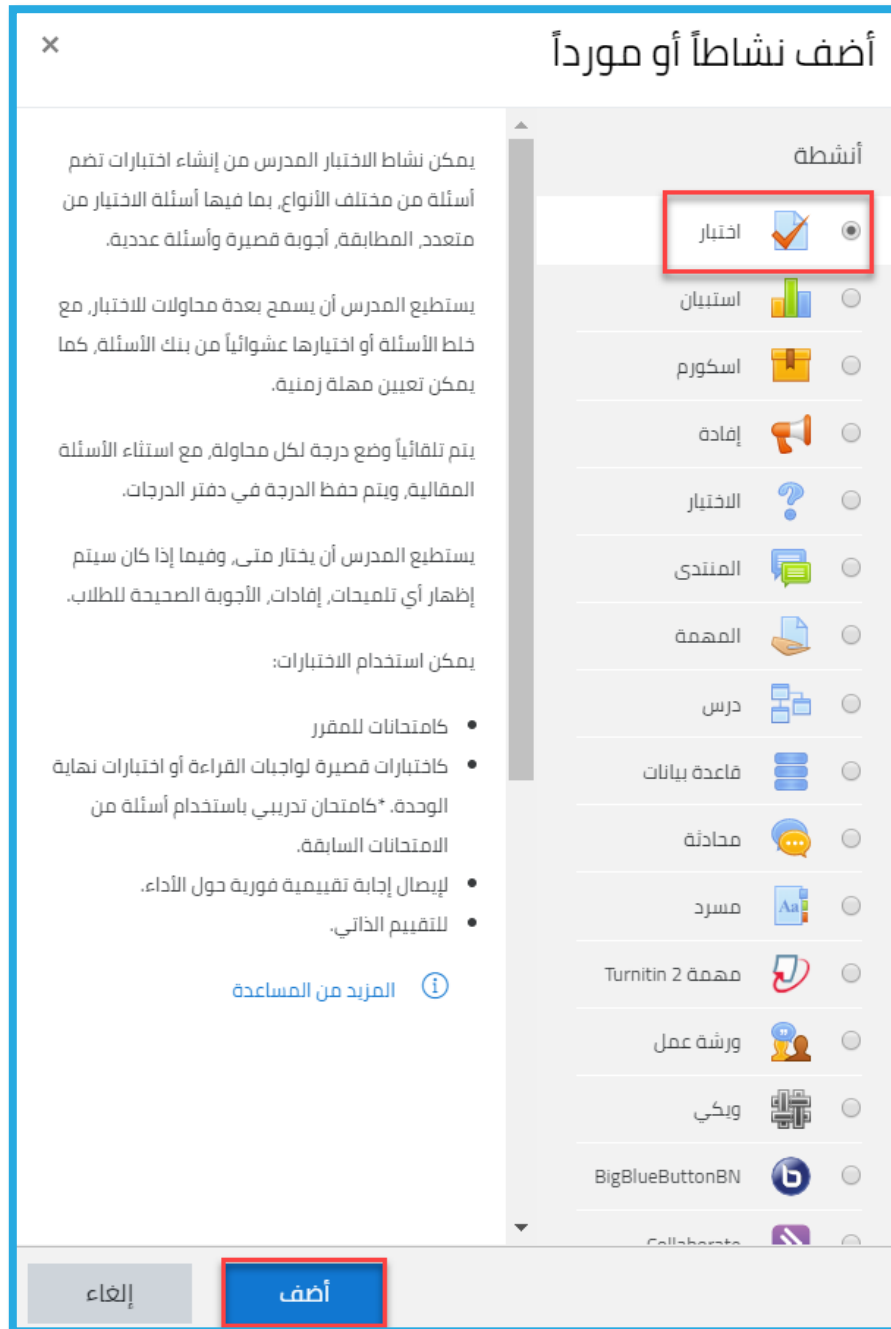 أضف نشاطاً أو مورداً
×
أنشطة
اختبار
استبيان
اسكورم
إفادة
الاختيار
المنتدى
المهمة
درس
قاعدة بيانات
محادثة
مسرد
مهمة Turnitin 2
ورشة عمل
ويكي
BigBlueButtonBN
Collaborate
يمكن نشاط الاختبار المدرس من إنشاء اختبارات تضم
أسئلة من مختلف الأنواع, بما فيها أسئلة الاختيار من
متعدد, المطابقة, أجوبة قصيرة وأسئلة عددية.
يستطيع المدرس أن يسمح بعدة محاولات للاختبار, مع
خلط الأسئلة أو اختيارها عشوائياً من بنك الأسئلة, كما
يمكن تعيين مهلة زمنية.
يتم تلقائياً وضع درجة لكل محاولة, مع استثاء الأسئلة
المقالية, ويتم حفظ الدرجة في دفتر الدرجات.
يستطيع المدرس أن يختار متى, وفيما إذا كان سيتم
إظهار أي تلميحات, إفادات, الأجوبة الصحيحة للطلاب.
يمكن استخدام الاختبارات:
• كامتحانات للمقرر
• كاختبارات قصيرة لواجبات القراءة أو اختبارات نهاية
الوحدة. *كامتحان تدريبي باستخدام أسئلة من
الامتحانات السابقة.
• لإيصال إجابة تقييمية فورية حول الأداء.
• للتقييم الذاتي.
المزيد من المساعدة
أضف
إلغاء